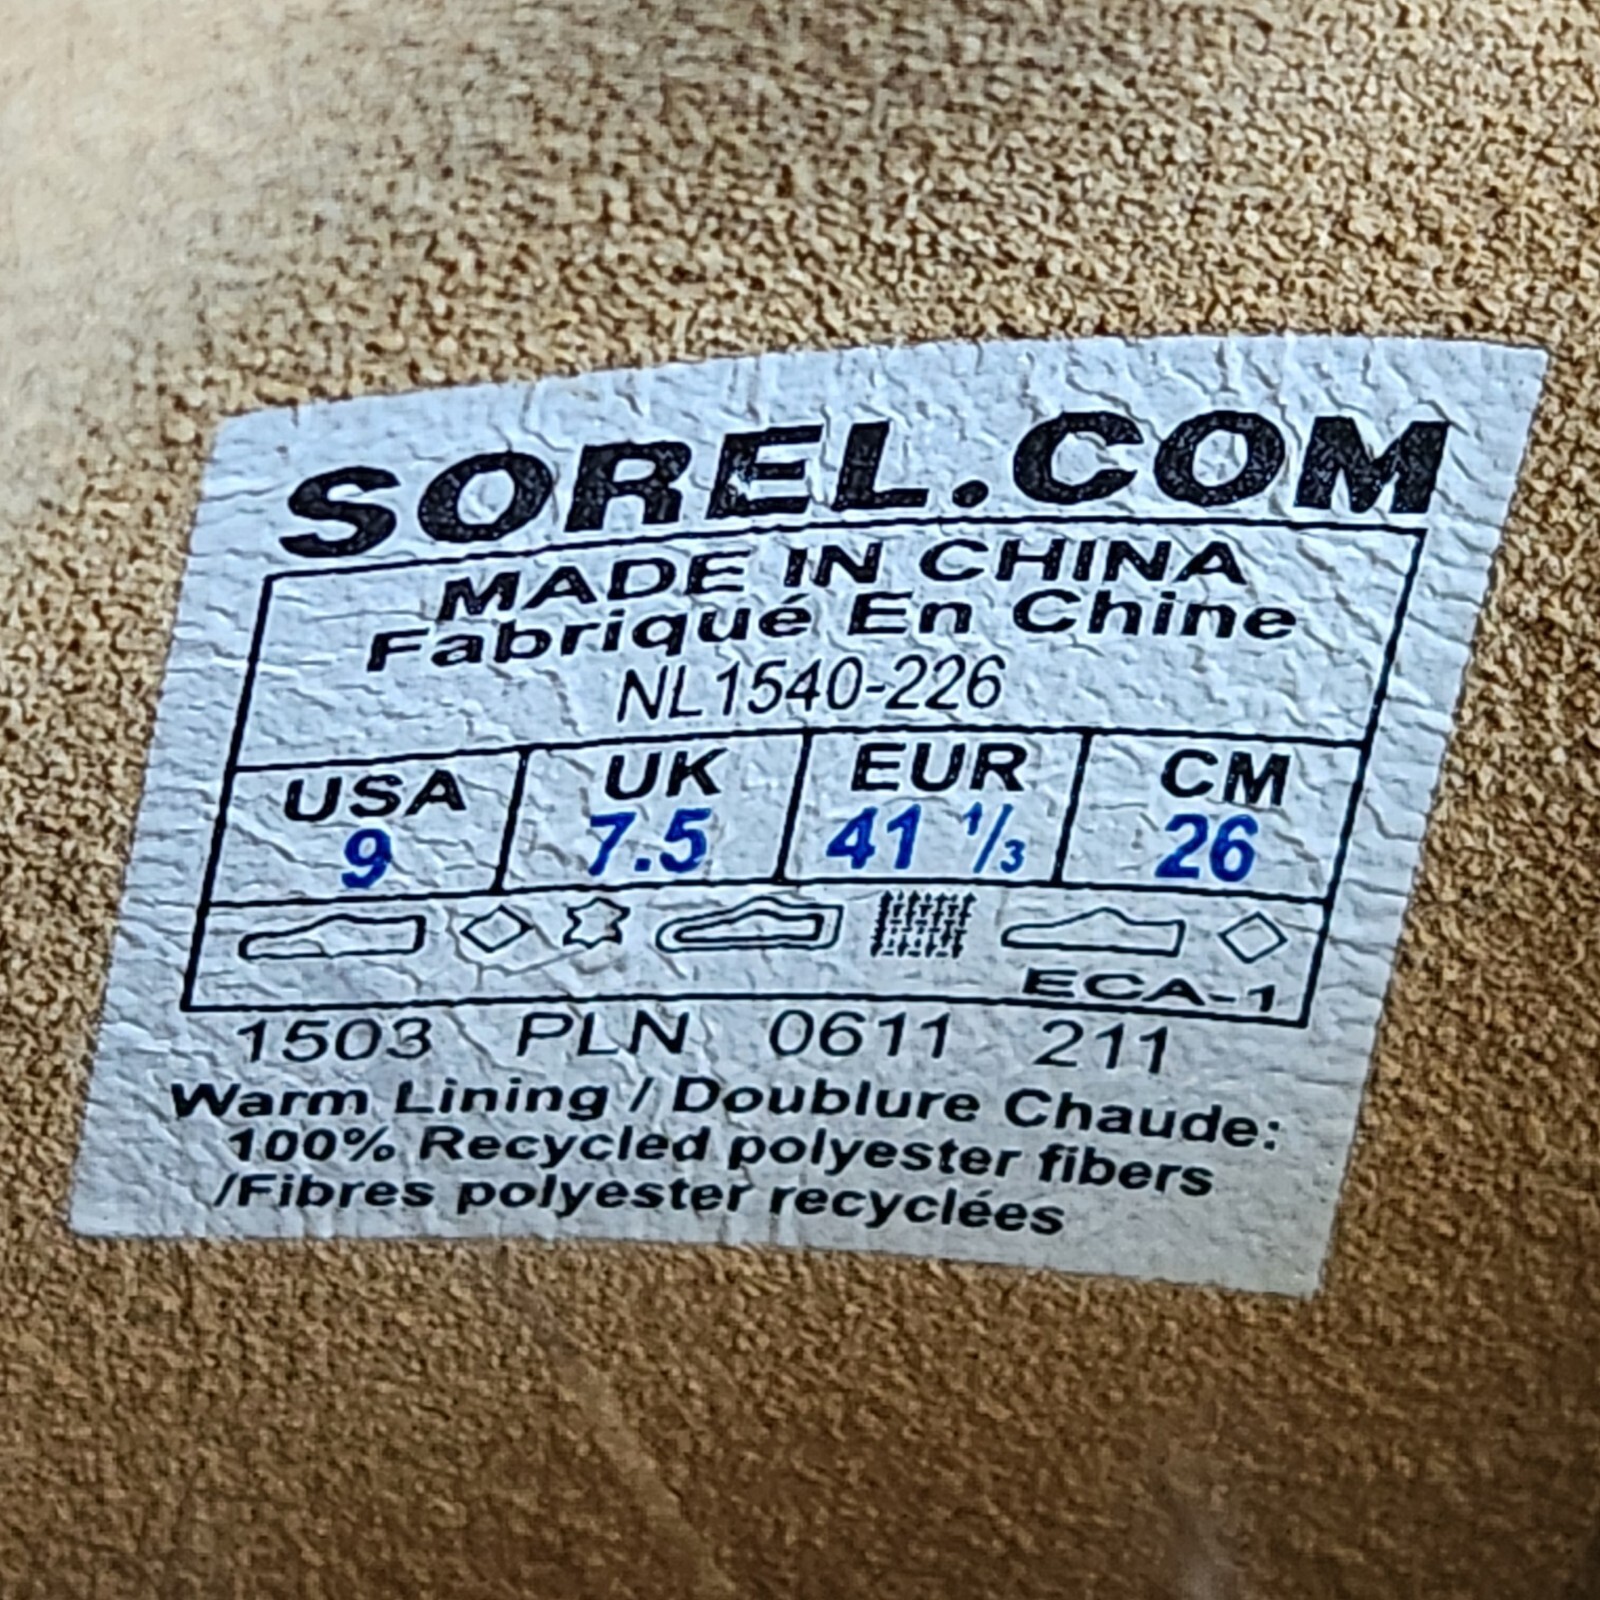 SOREL.COM
MADE IN CHINA
Fabriqué En Chine
NL1540-226
USA UK EUR CM
9 7.5 41 1/3 26
ECA-1
1503 PLN 0611 211
Warm Lining / Doublure Chaude:
100% Recycled polyester fibers
/Fibres polyester recyclées